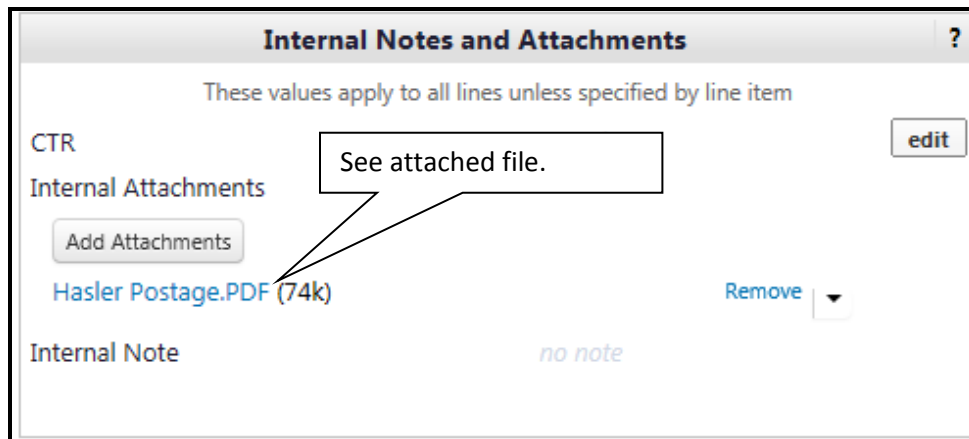 Internal Notes and Attachments ?
These values apply to all lines unless specified by line item
CTR
edit
See attached file.
Internal Attachments
Add Attachments
Hasler Postage.PDF (74k)
Remove
Internal Note
no note